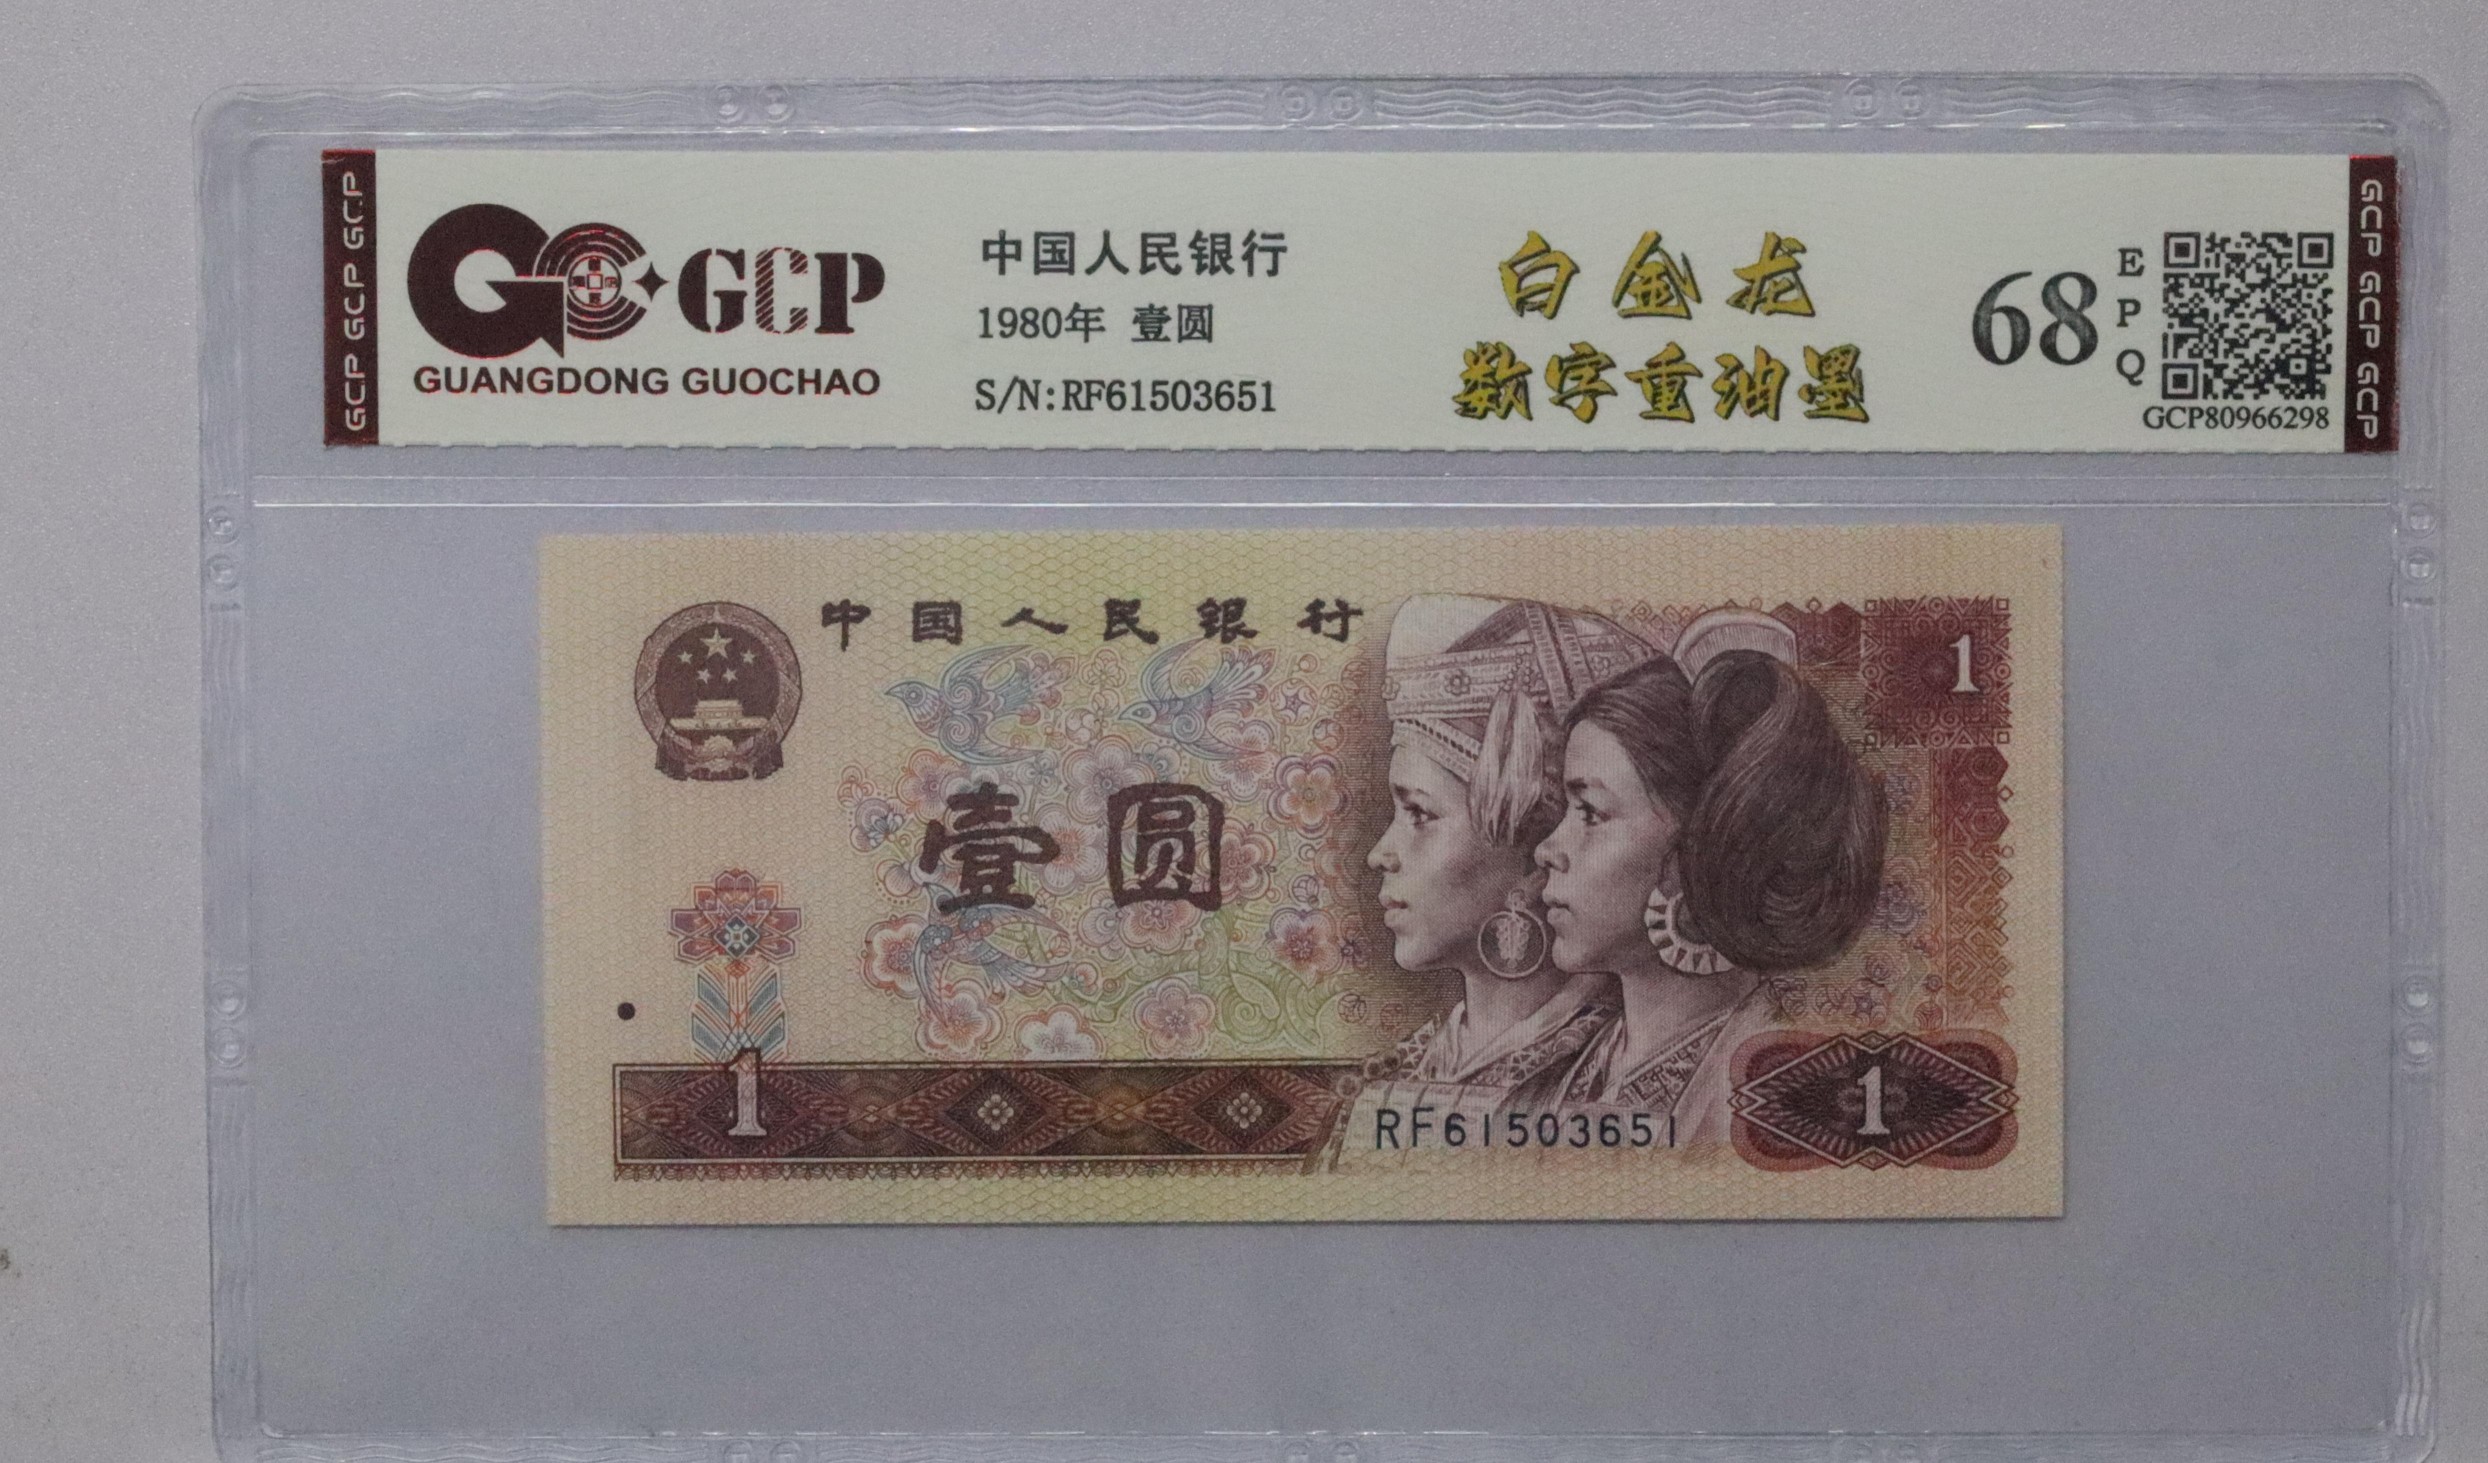 GCP GCP GCP
GCP
GUANGDONG GUOCHAO
中国人民银行
1980年 壹圆
S/N:RF61503651
白金龙
数字重油墨
68
EPQ
GCP80966298
GCP GCP GCP
中国人民银行
1
壹圆
1
RF61503651
1